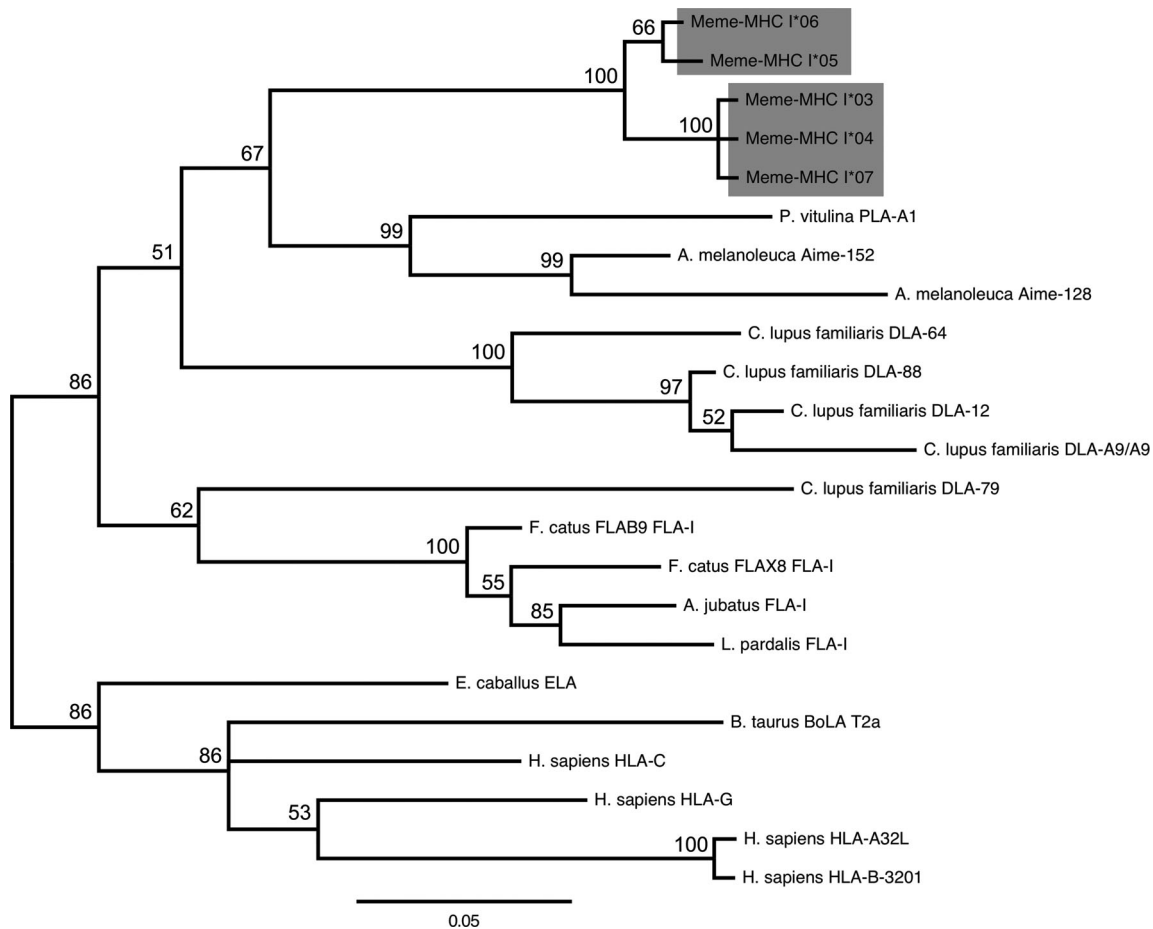 66
Meme-MHC I*06
Meme-MHC I*05
100
Meme-MHC I*03
100
Meme-MHC I*04
67
Meme-MHC I*07
P. vitulina PLA-A1
99
51
99
A. melanoleuca Aime-152
A. melanoleuca Aime-128
C. lupus familiaris DLA-64
100
86
97
C. lupus familiaris DLA-88
52
C. lupus familiaris DLA-12
C. lupus familiaris DLA-A9/A9
62
C. lupus familiaris DLA-79
F. catus FLAB9 FLA-I
100
F. catus FLAX8 FLA-I
55
85
A. jubatus FLA-I
L. pardalis FLA-I
E. caballus ELA
86
B. taurus BoLA T2a
86
H. sapiens HLA-C
H. sapiens HLA-G
53
100
H. sapiens HLA-A32L
H. sapiens HLA-B-3201
0.05